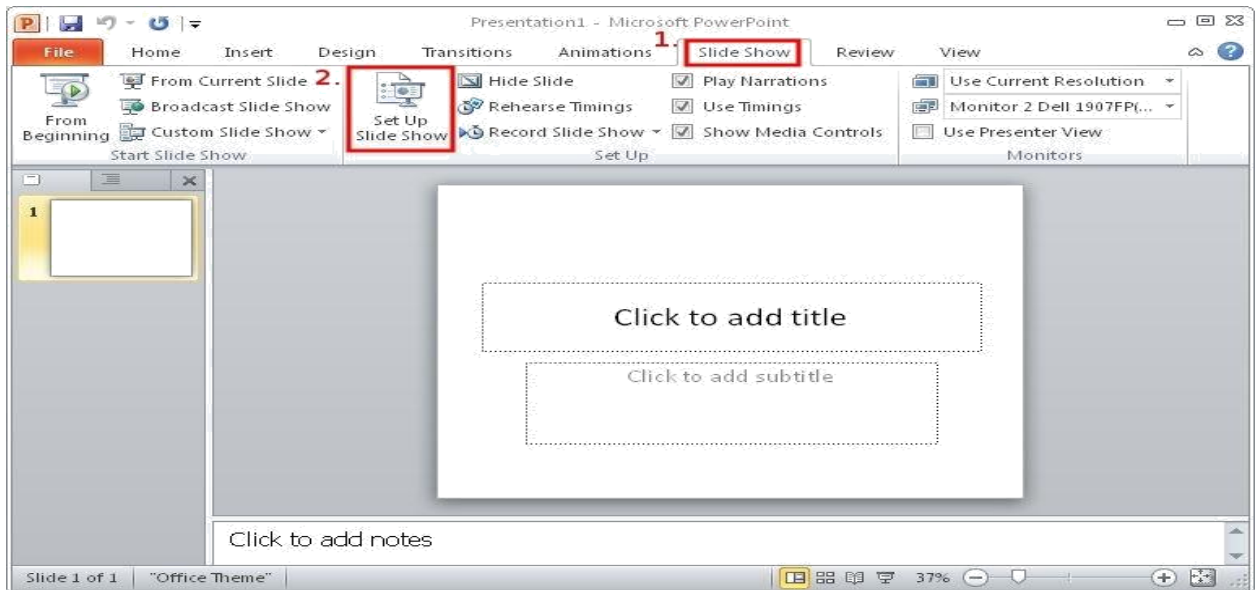 Presentation1 - Microsoft PowerPoint
File Home Insert Design Transitions Animations 1. Slide Show Review View
From Beginning
From Current Slide
Broadcast Slide Show
Custom Slide Show
Start Slide Show
2. Set Up
Slide Show
Hide Slide
Rehearse Timings
Record Slide Show
Play Narrations
Use Timings
Show Media Controls
Set Up
Use Current Resolution
Monitor 2 Dell 1907FP(...
Use Presenter View
Monitors
1
Click to add title
Click to add subtitle
Click to add notes
Slide 1 of 1 "Office Theme" 37%